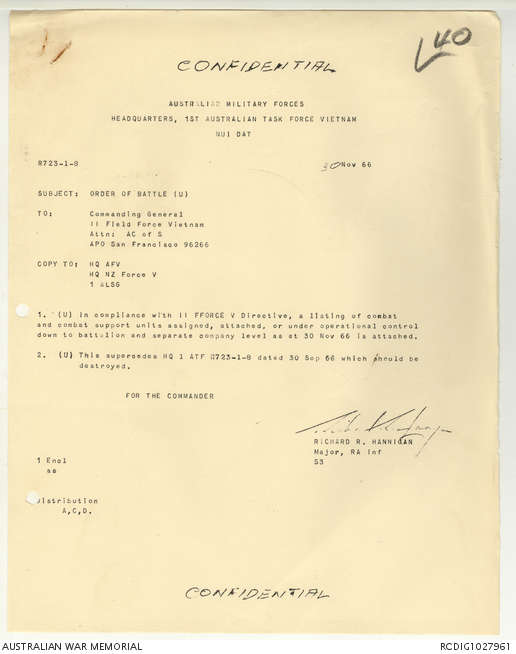 CONFIDENTIAL
40
AUSTRALIAN MILITARY FORCES
HEADQUARTERS, 1ST AUSTRALIAN TASK FORCE VIETNAM
NUI DAT
R723-1-8
30 Nov 66
SUBJECT: ORDER OF BATTLE (U)
TO: Commanding General
II Field Force Vietnam
Attn: AC of S
APO San Francisco 96266
COPY TO: HQ AFV
HQ NZ Force V
1 ALSG
1. (U) In compliance with II FFORCE V Directive, a listing of combat
and combat support units assigned, attached, or under operational control
down to battalion and separate company level as at 30 Nov 66 is attached.
2. (U) This supercedes HQ 1 ATF R723-1-8 dated 30 Sep 66 which should be
destroyed.
FOR THE COMMANDER
RICHARD R. HANNIGAN
Major, RA Inf
S3
1 Encl
as
Distribution
A,C,D.
CONFIDENTIAL
AUSTRALIAN WAR MEMORIAL
RCDIG1027961